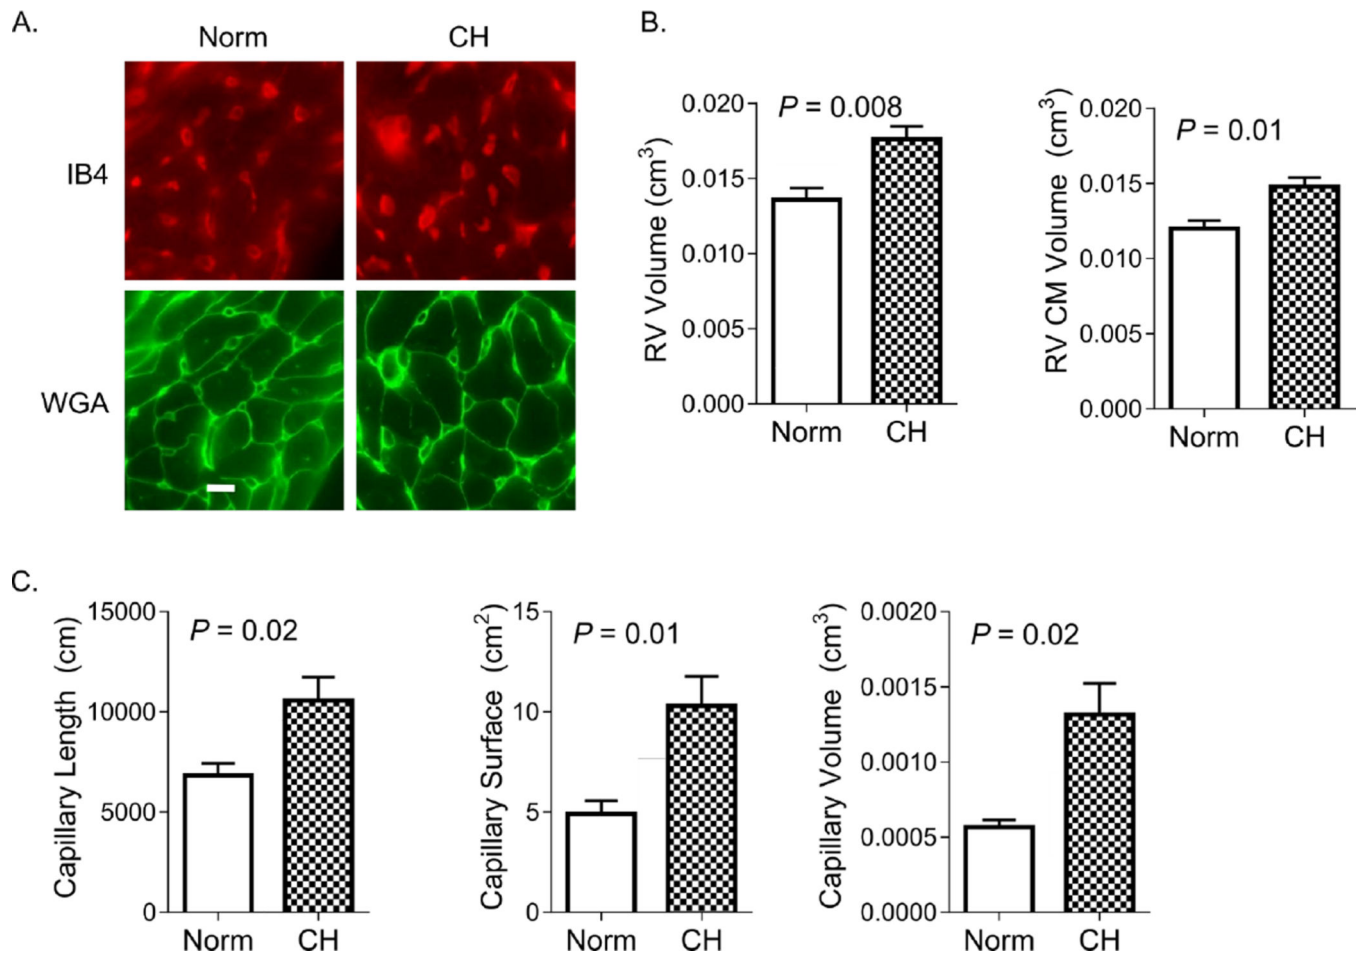 A.
Norm CH
IB4
WGA
B.
RV Volume (cm³)
0.020
0.015
0.010
0.005
0.000
P = 0.008
Norm CH
RV CM Volume (cm³)
0.020
0.015
0.010
0.005
0.000
P = 0.01
Norm CH
C.
Capillary Length (cm)
15000
10000
5000
0
P = 0.02
Norm CH
Capillary Surface (cm²)
15
10
5
0
P = 0.01
Norm CH
Capillary Volume (cm³)
0.0020
0.0015
0.0010
0.0005
0.0000
P = 0.02
Norm CH